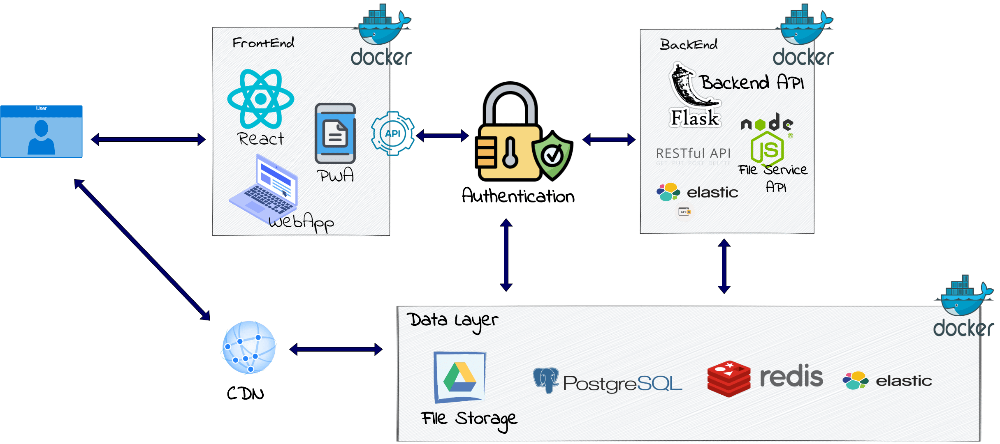 User
FrontEnd
docker
React
PWA
WebApp
API
Authentication
BackEnd
docker
Backend API
Flask
node
JS
®
RESTful API
GET PUT POST DELETE
File Service
API
elastic
API
CDN
Data Layer
docker
File Storage
PostgreSQL
redis
elastic